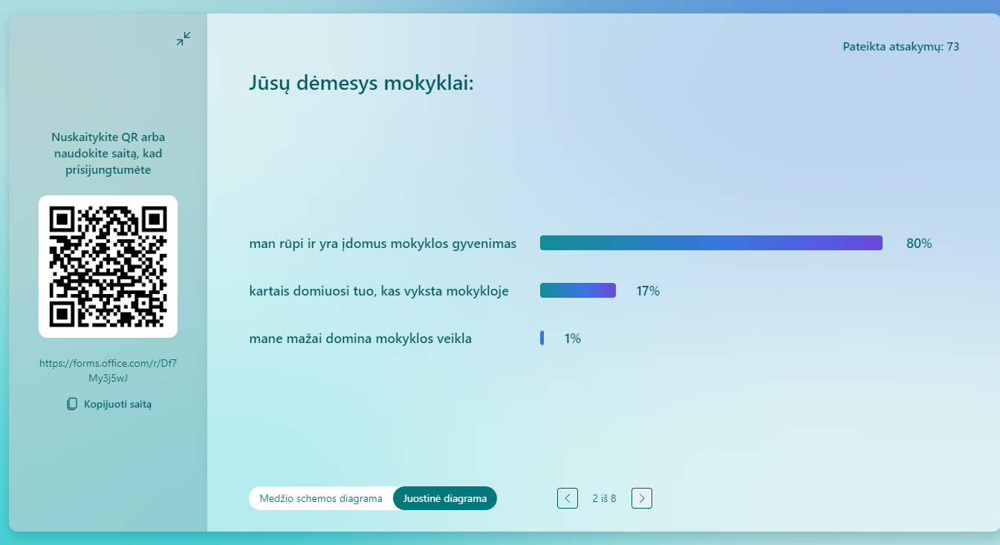 Nuskaitykite QR arba
naudokite saitą, kad
prisijungtumėte
https://forms.office.com/r/Df7
My3j5wJ
Kopijuoti saitą
Pateikta atsakymų: 73
Jūsų dėmesys mokyklai:
man rūpi ir yra įdomus mokyklos gyvenimas 80%
kartais domiuosi tuo, kas vyksta mokykloje 17%
mane mažai domina mokyklos veikla 1%
Medžio schemos diagrama Juostinė diagrama 2 iš 8